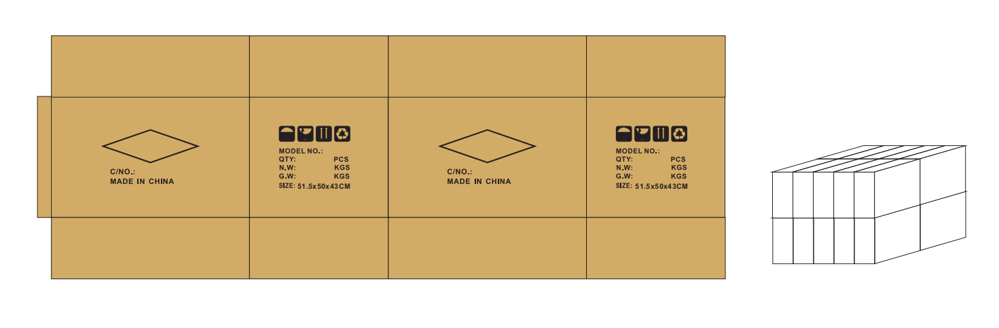 C/NO.:
MADE IN CHINA
MODEL NO.:
QTY: PCS
N.W: KGS
G.W: KGS
SIZE: 51.5x50x43CM
C/NO.:
MADE IN CHINA
MODEL NO.:
QTY: PCS
N.W: KGS
G.W: KGS
SIZE: 51.5x50x43CM